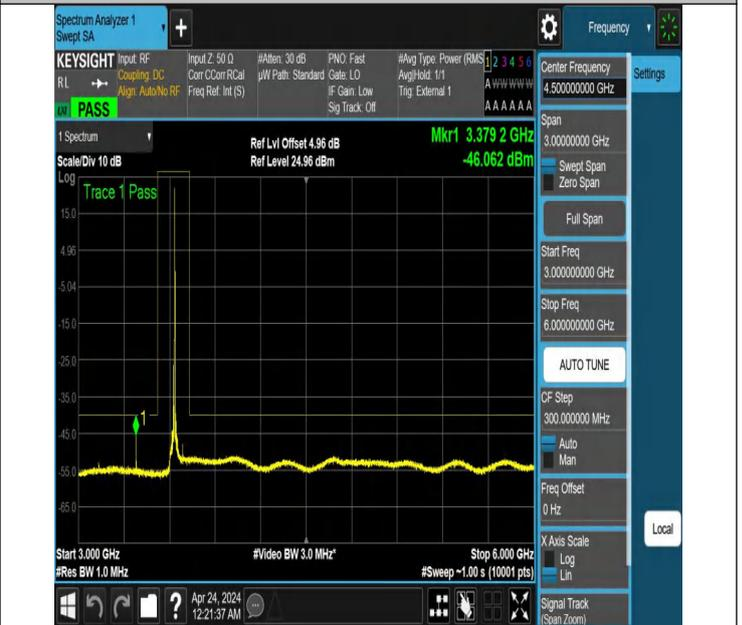 Spectrum Analyzer 1
Swept SA
+
Frequency
KEYSIGHT
RL
PASS
Input: RF
Coupling: DC
Align: Auto/No RF
Input Z: 50 Ω
Corr CCorr RCal
Freq Ref: Int (S)
#Atten: 30 dB
µW Path: Standard
PNO: Fast
Gate: LO
IF Gain: Low
Sig Track: Off
#Avg Type: Power (RMS
Avg|Hold: 1/1
Trig: External 1
1 2 3 4 5 6
A W W W W W
A A A A A A
1 Spectrum
Scale/Div 10 dB
Ref Lvl Offset 4.96 dB
Ref Level 24.96 dBm
Mkr1 3.379 2 GHz
-46.062 dBm
Log
Trace 1 Pass
15.0
4.96
-5.04
-15.0
-25.0
-35.0
-45.0
-55.0
-65.0
1
Start 3.000 GHz
#Res BW 1.0 MHz
#Video BW 3.0 MHz*
Stop 6.000 GHz
#Sweep ~1.00 s (10001 pts)
Center Frequency
4.500000000 GHz
Settings
Span
3.00000000 GHz
Swept Span
Zero Span
Full Span
Start Freq
3.000000000 GHz
Stop Freq
6.000000000 GHz
AUTO TUNE
CF Step
300.000000 MHz
Auto
Man
Freq Offset
0 Hz
X Axis Scale
Log
Lin
Local
Signal Track
(Span Zoom)
?
Apr 24, 2024
12:21:37 AM